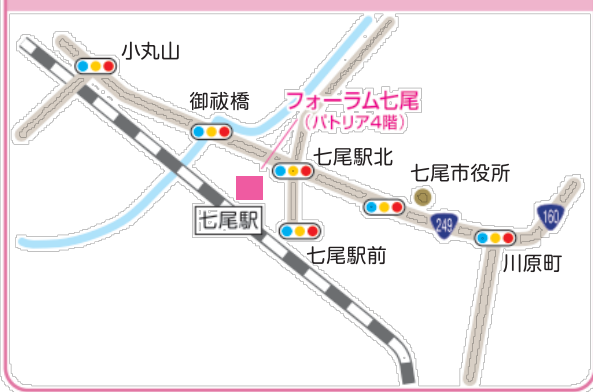 小丸山
御祓橋
フォーラム七尾
(パトリア4階)
七尾駅北
七尾市役所
七尾駅
249
160
七尾駅前
川原町